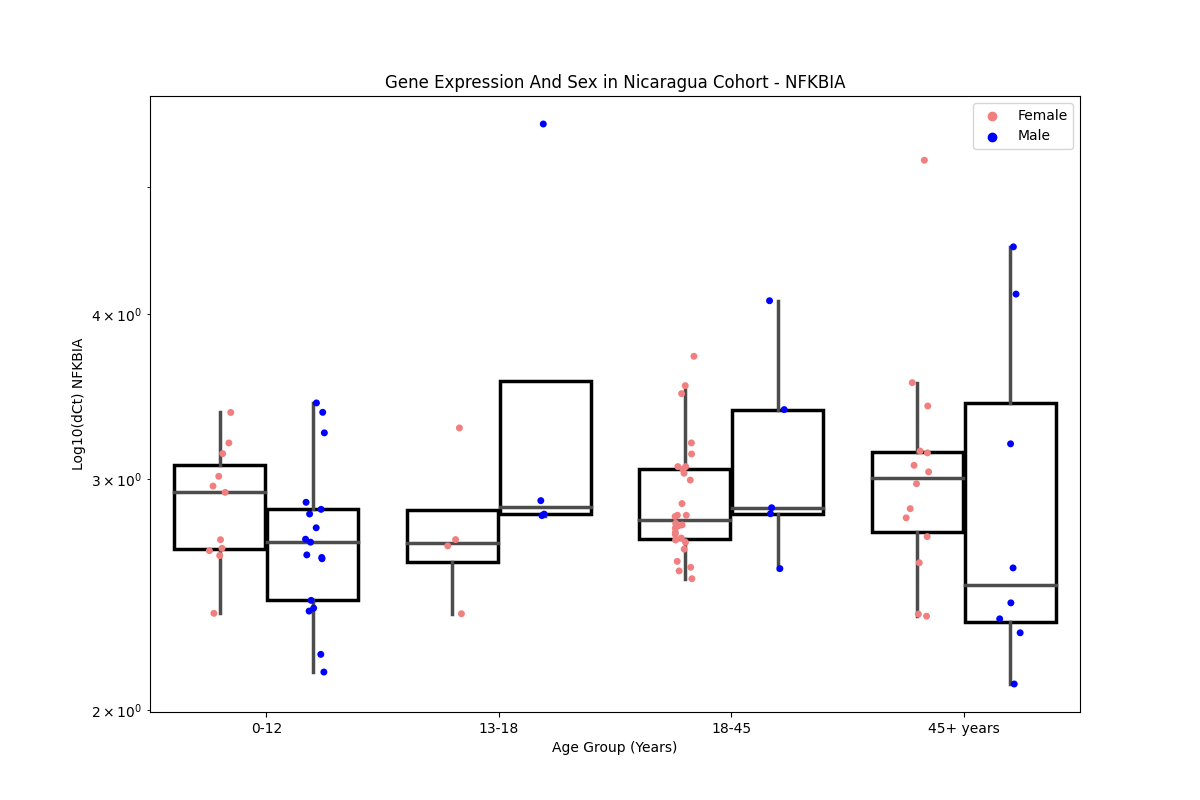 Gene Expression And Sex in Nicaragua Cohort - NFKBIA
Female
Male
Log10(dCt) NFKBIA
4 × 10⁰
3 × 10⁰
2 × 10⁰
0-12
13-18
18-45
45+ years
Age Group (Years)